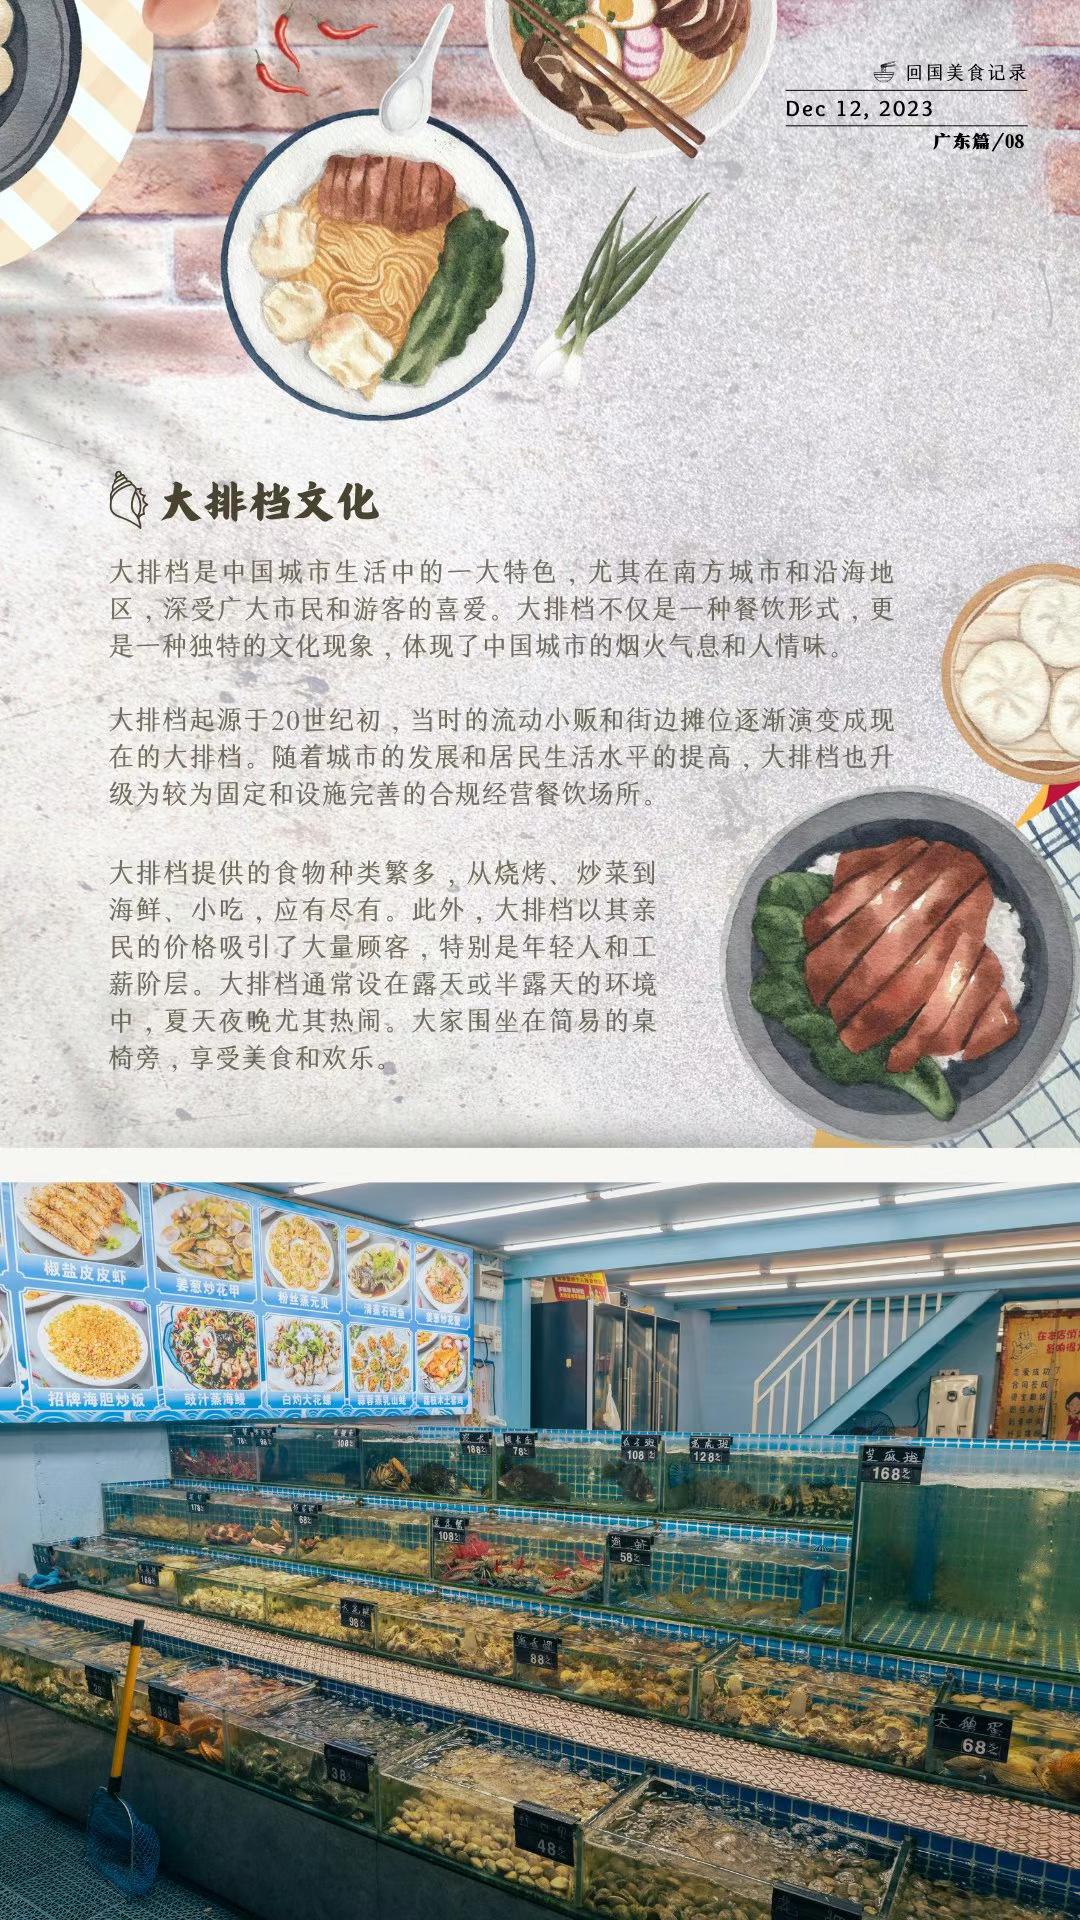 回国美食记录
Dec 12, 2023
广东篇/08
大排档文化
大排档是中国城市生活中的一大特色，尤其在南方城市和沿海地
区，深受广大市民和游客的喜爱。大排档不仅是一种餐饮形式，更
是一种独特的文化现象，体现了中国城市的烟火气息和人情味。
大排档起源于20世纪初，当时的流动小贩和街边摊位逐渐演变成现
在的大排档。随着城市的发展和居民生活水平的提高，大排档也升
级为较为固定和设施完善的合规经营餐饮场所。
大排档提供的食物种类繁多，从烧烤、炒菜到
海鲜、小吃，应有尽有。此外，大排档以其亲
民的价格吸引了大量顾客，特别是年轻人和工
薪阶层。大排档通常设在露天或半露天的环境
中，夏天夜晚尤其热闹。大家围坐在简易的桌
椅旁，享受美食和欢乐。
椒盐皮皮虾
姜葱炒花甲
粉丝蒸元贝
清蒸石斑鱼
姜葱炒花蟹
招牌海胆炒饭
豉汁蒸海鳗
白灼大花螺
188
78
108
128
芝麻斑
168
178
68
108
58
168
98
88
38
68
38
48